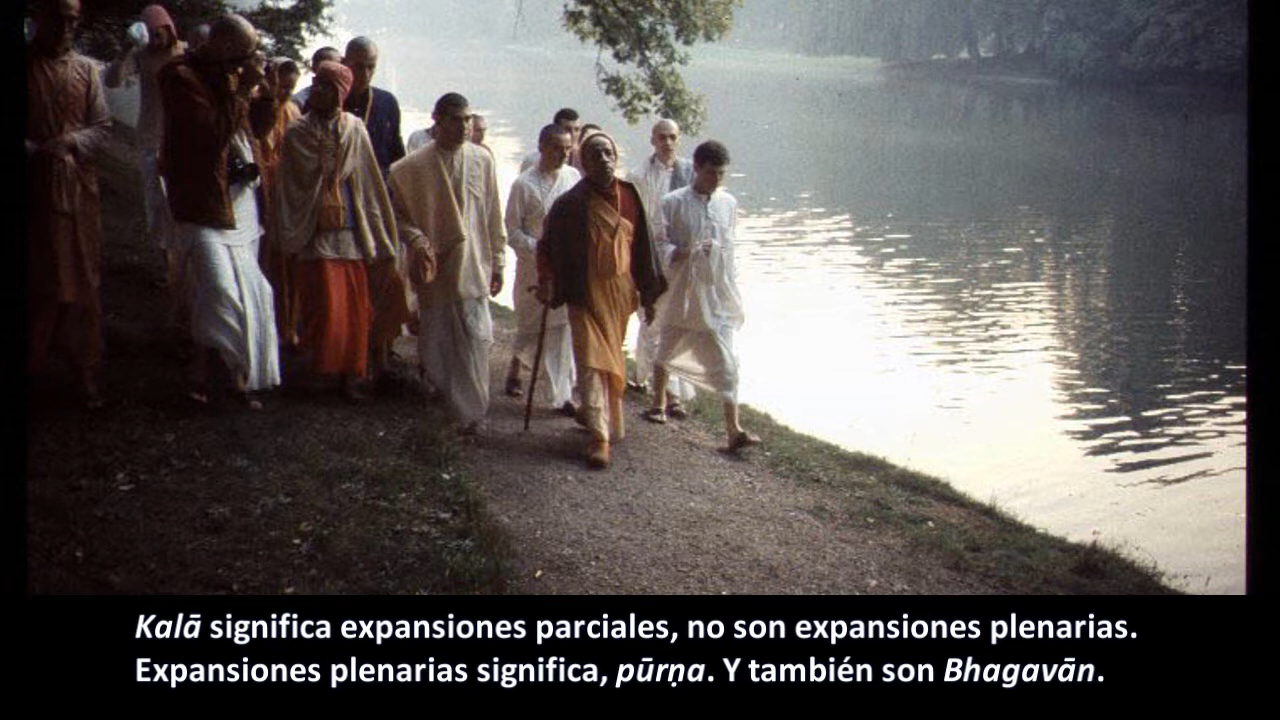 Kalā significa expansiones parciales, no son expansiones plenarias.
Expansiones plenarias significa, pūrṇa. Y también son Bhagavān.